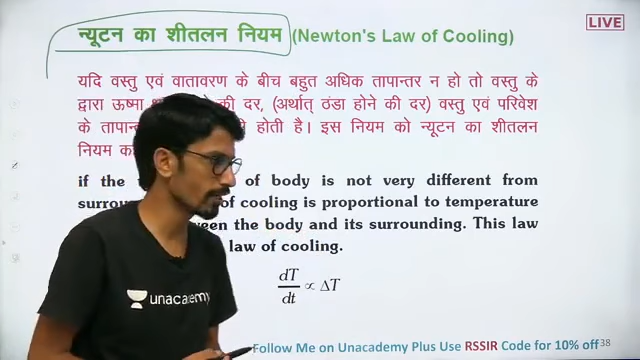 LIVE
न्यूटन का शीतलन नियम (Newton's Law of Cooling)
यदि वस्तु एवं वातावरण के बीच बहुत अधिक तापान्तर न हो तो वस्तु के
द्वारा ऊष्मा की दर, (अर्थात् ठंडा होने की दर) वस्तु एवं परिवेश
के होती है। इस नियम को न्यूटन का शीतलन
नियम
if the of body is not very different from
of cooling is proportional to temperature
the body and its surrounding. This law
law of cooling.
dT/dt ∝ ΔT
unacademy
Follow Me on Unacademy Plus Use RSSIR Code for 10% off 38